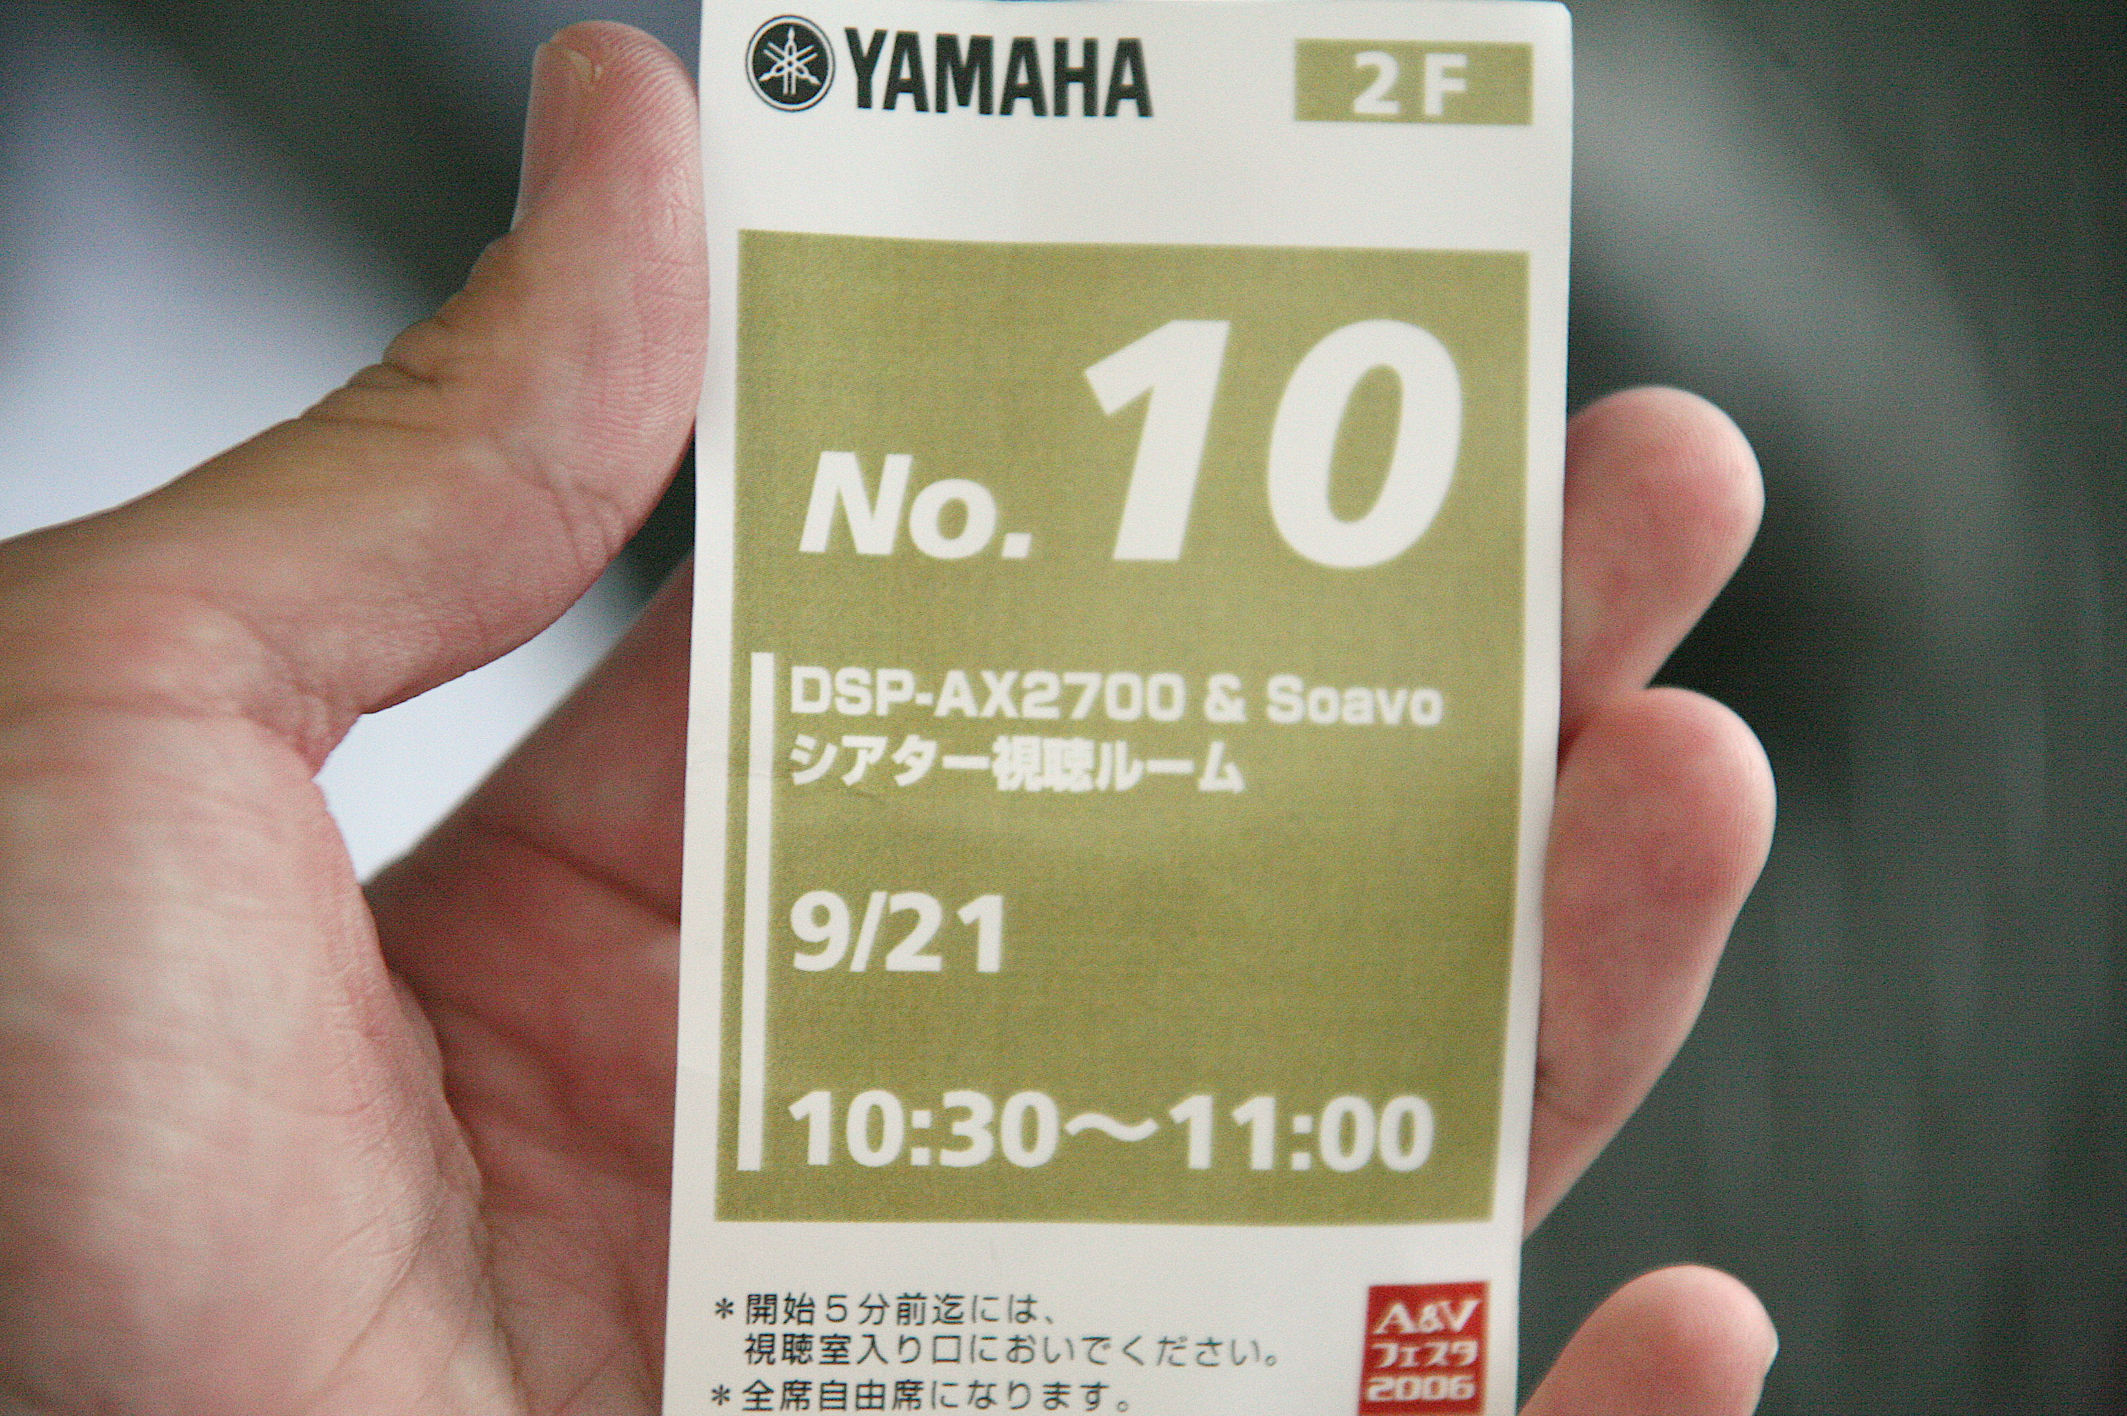 YAMAHA
2F
No. 10
DSP-AX2700 & Soavo
シアター視聴ルーム
9/21
10:30〜11:00
＊開始５分前迄には、
視聴室入り口においでください。
＊全席自由席になります。
A&V
フェスタ
2006